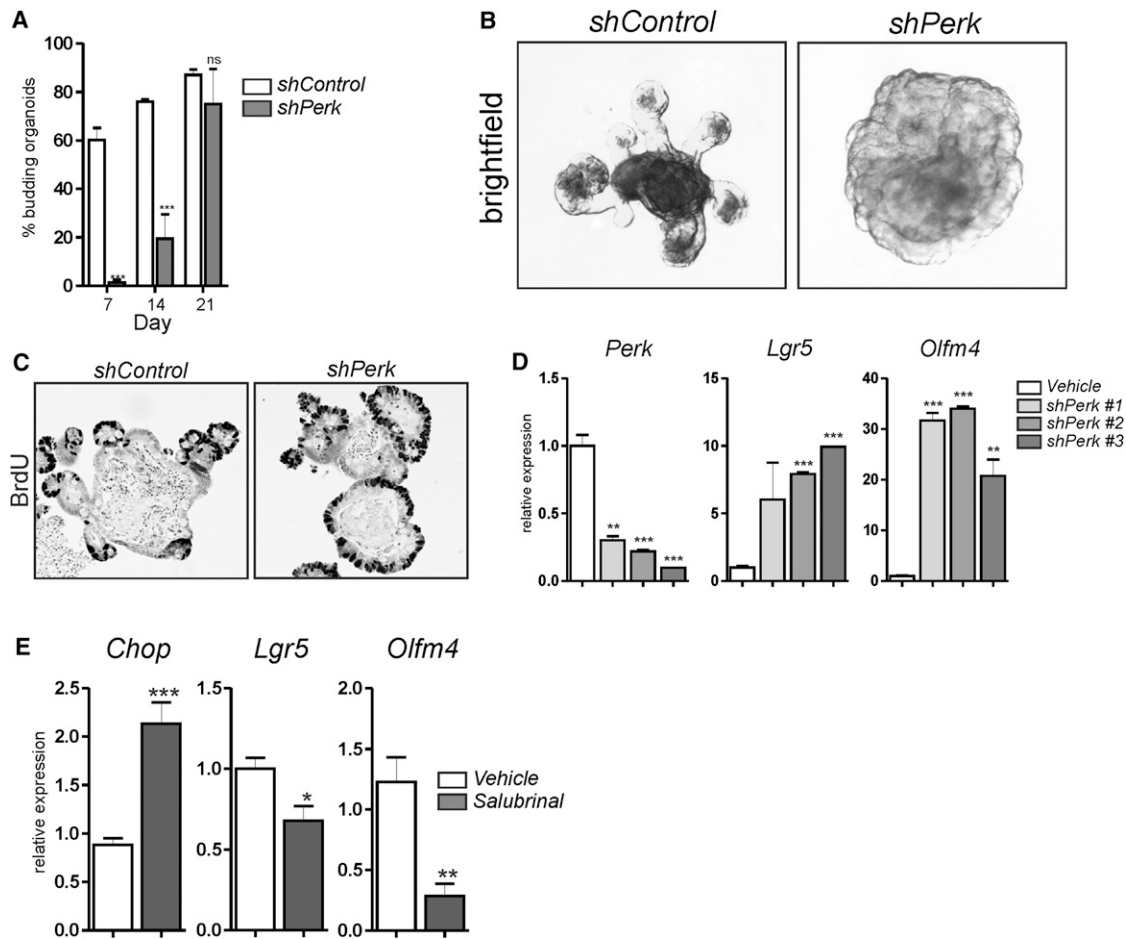 A
100
80
60
40
20
0
% budding organoids
***
***
ns
7 14 21
Day
shControl
shPerk
B
shControl shPerk
brightfield
C
shControl shPerk
BrdU
D
Perk Lgr5 Olfm4
relative expression
1.5
1.0
0.5
0.0
** *** ***
15
10
5
0
*** ***
40
30
20
10
0
*** *** **
Vehicle
shPerk #1
shPerk #2
shPerk #3
E
Chop Lgr5 Olfm4
relative expression
2.5
2.0
1.5
1.0
0.5
0.0
***
1.5
1.0
0.5
0.0
*
2.0
1.5
1.0
0.5
0.0
**
Vehicle
Salubrinal